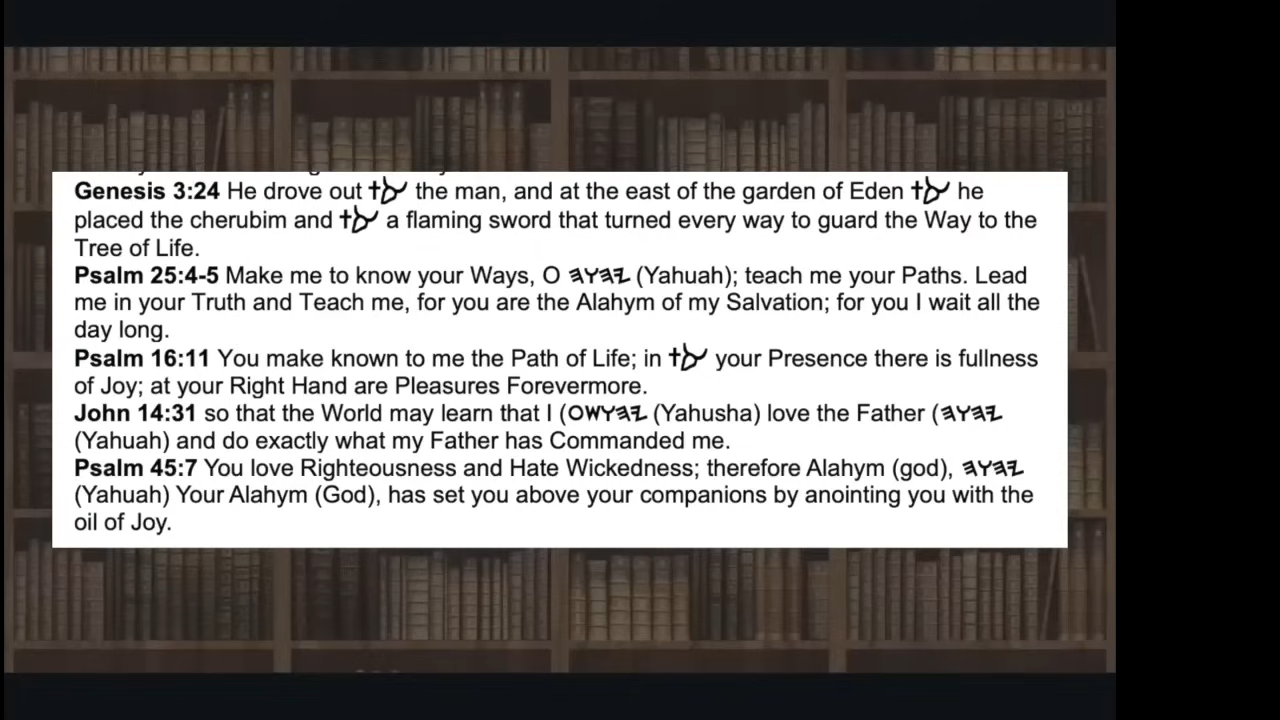 Genesis 3:24 He drove out 𐤕𐤀 the man, and at the east of the garden of Eden 𐤕𐤀 he
placed the cherubim and 𐤕𐤀 a flaming sword that turned every way to guard the Way to the
Tree of Life.
Psalm 25:4-5 Make me to know your Ways, O 𐤉𐤄𐤅𐤄 (Yahuah); teach me your Paths. Lead
me in your Truth and Teach me, for you are the Alahym of my Salvation; for you I wait all the
day long.
Psalm 16:11 You make known to me the Path of Life; in 𐤕𐤀 your Presence there is fullness
of Joy; at your Right Hand are Pleasures Forevermore.
John 14:31 so that the World may learn that I (𐤉𐤄𐤅𐤔𐤏 (Yahusha) love the Father (𐤉𐤄𐤅𐤄
(Yahuah) and do exactly what my Father has Commanded me.
Psalm 45:7 You love Righteousness and Hate Wickedness; therefore Alahym (god), 𐤉𐤄𐤅𐤄
(Yahuah) Your Alahym (God), has set you above your companions by anointing you with the
oil of Joy.